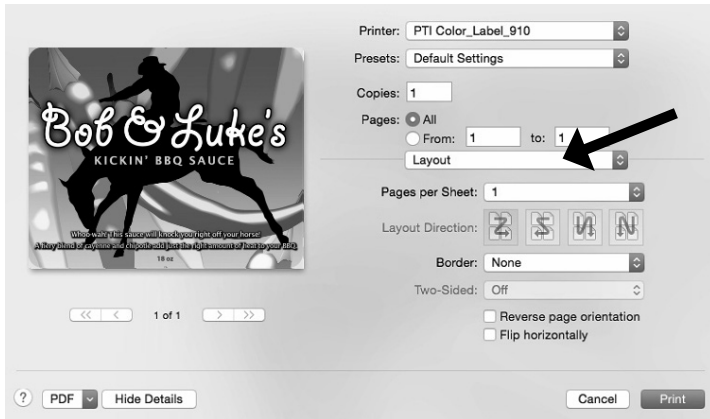 Printer: PTI Color_Label_910
Presets: Default Settings
Copies: 1
Pages: All
From: 1 to: 1
Layout
Pages per Sheet: 1
Layout Direction:
Border: None
Two-Sided: Off
Reverse page orientation
Flip horizontally
Bob & Luke's
KICKIN' BBQ SAUCE
Whoo-wah! This sauce will knock you right off your horse!
A fiery blend of cayenne and chipotle add just the right amount of heat to your BBQ.
18 oz
<< < 1 of 1 > >>
? PDF Hide Details Cancel Print